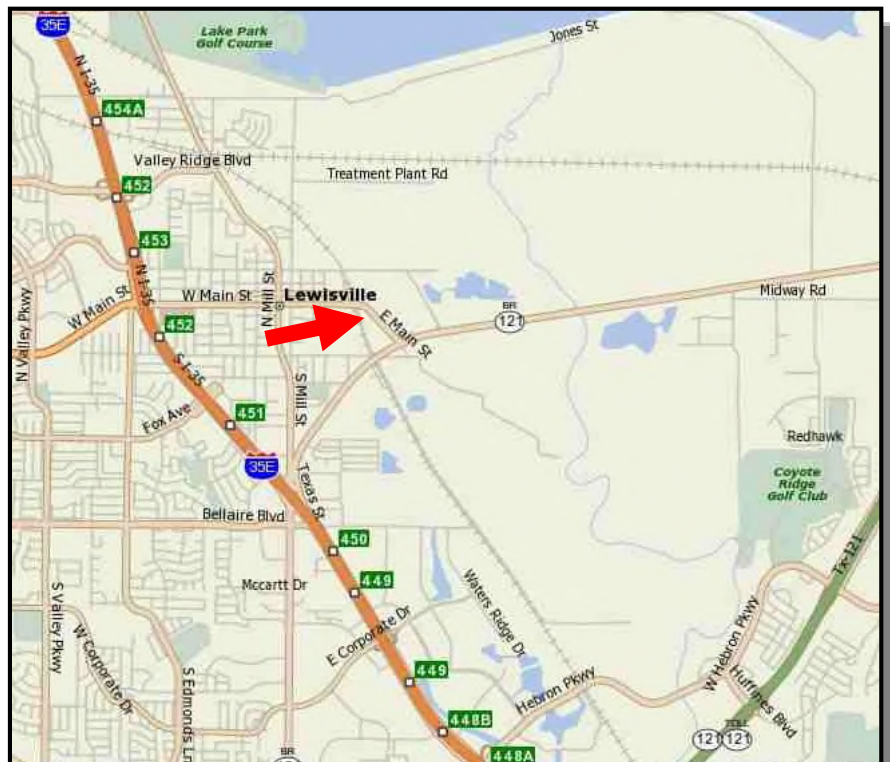 35E
Lake Park
Golf Course
Jones St
N I-35
454A
Valley Ridge Blvd
Treatment Plant Rd
452
453
N I-35
W Main St
N Mill St
Lewisville
Midway Rd
BR
121
W Main St
E Main St
N Valley Pkwy
452
S I-35
S Mill St
Fox Ave
451
Redhawk
35E
Coyote
Ridge
Golf Club
Texas St
Bellaire Blvd
450
Tx-121
Mccartt Dr
449
Waters Ridge Dr
S Valley Pkwy
W Corporate Dr
E Corporate Dr
W Hebron Pkwy
S Edmonds Ln
449
Hebron Pkwy
Huffines Blvd
448B
TOLL
121
121
BR
448A